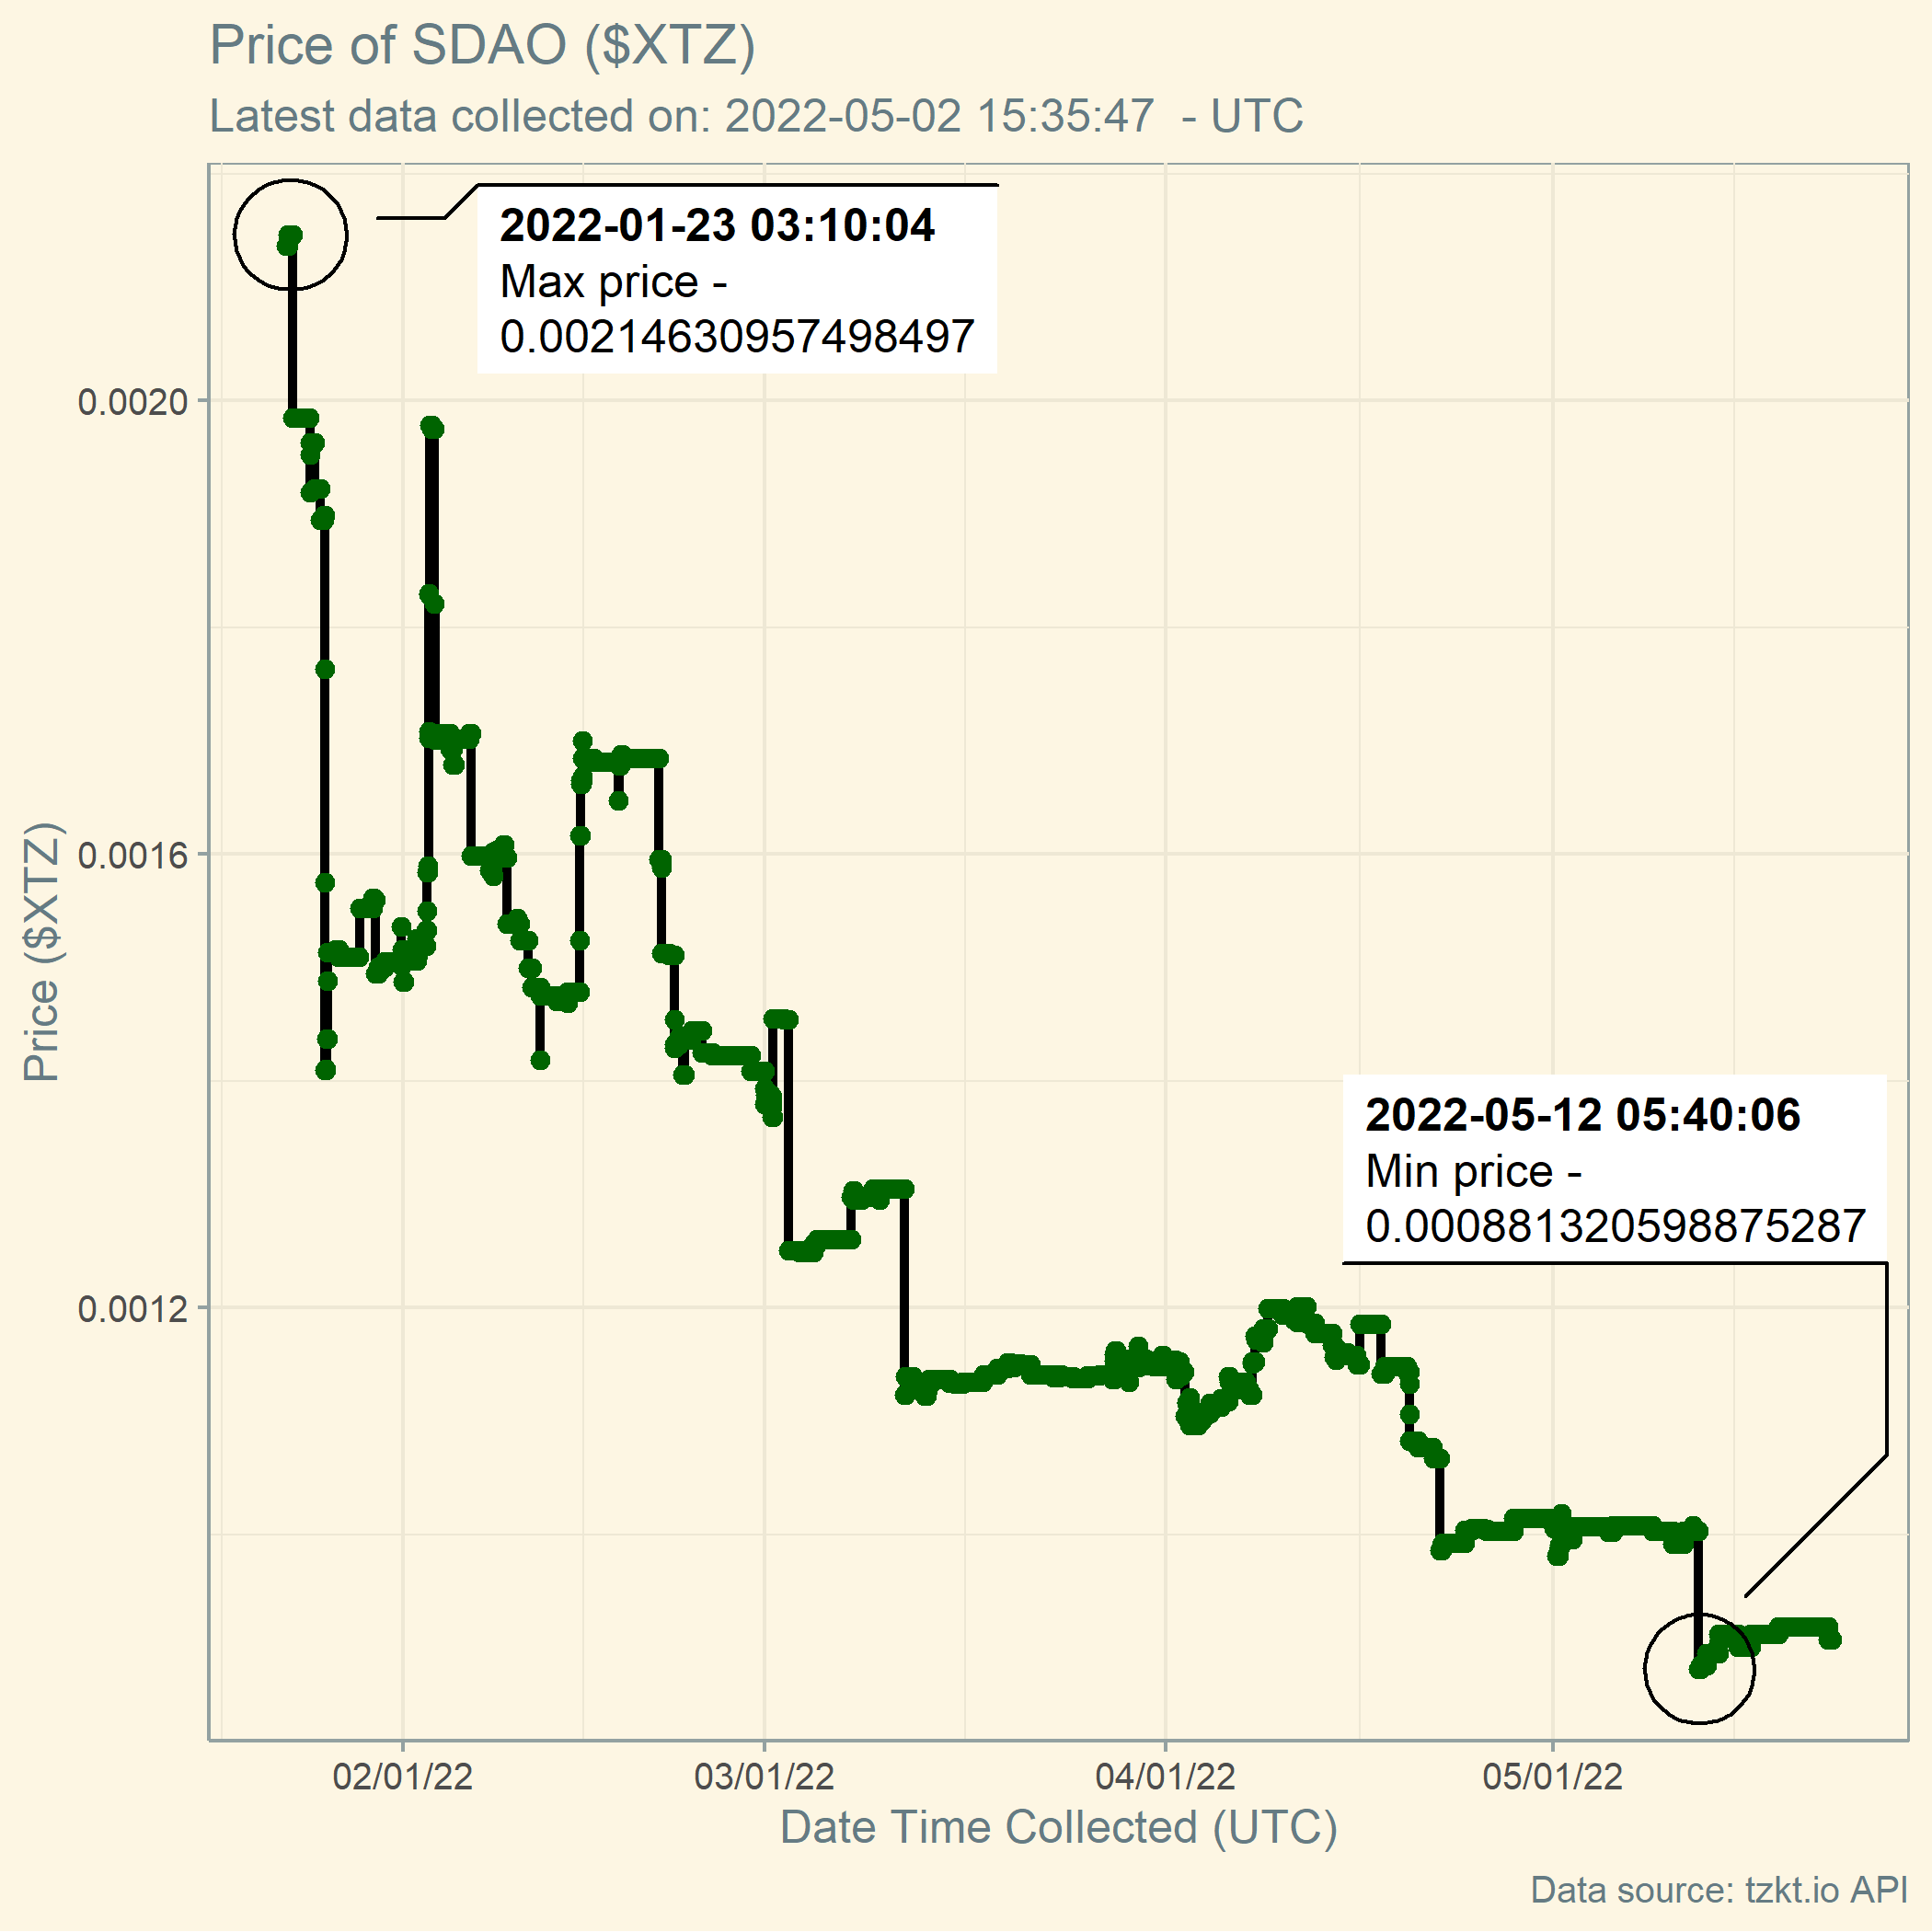 Price of SDAO ($XTZ)
Latest data collected on: 2022-05-02 15:35:47  - UTC
2022-01-23 03:10:04
Max price -
0.00214630957498497
0.0020
0.0016
0.0012
Price ($XTZ)
2022-05-12 05:40:06
Min price -
0.000881320598875287
02/01/22
03/01/22
04/01/22
05/01/22
Date Time Collected (UTC)
Data source: tzkt.io API